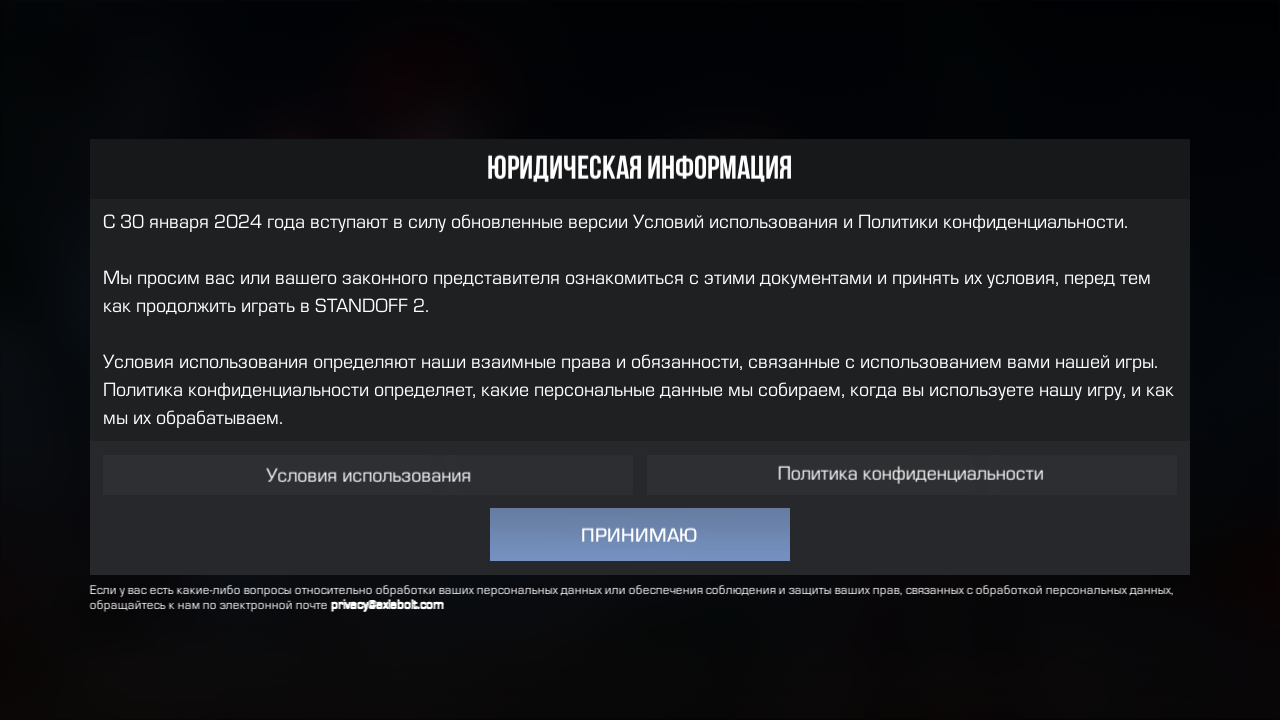 ЮРИДИЧЕСКАЯ ИНФОРМАЦИЯ
С 30 января 2024 года вступают в силу обновленные версии Условий использования и Политики конфиденциальности.
Мы просим вас или вашего законного представителя ознакомиться с этими документами и принять их условия, перед тем
как продолжить играть в STANDOFF 2.
Условия использования определяют наши взаимные права и обязанности, связанные с использованием вами нашей игры.
Политика конфиденциальности определяет, какие персональные данные мы собираем, когда вы используете нашу игру, и как
мы их обрабатываем.
Условия использования
Политика конфиденциальности
ПРИНИМАЮ
Если у вас есть какие-либо вопросы относительно обработки ваших персональных данных или обеспечения соблюдения и защиты ваших прав, связанных с обработкой персональных данных,
обращайтесь к нам по электронной почте privacy@axlebolt.com